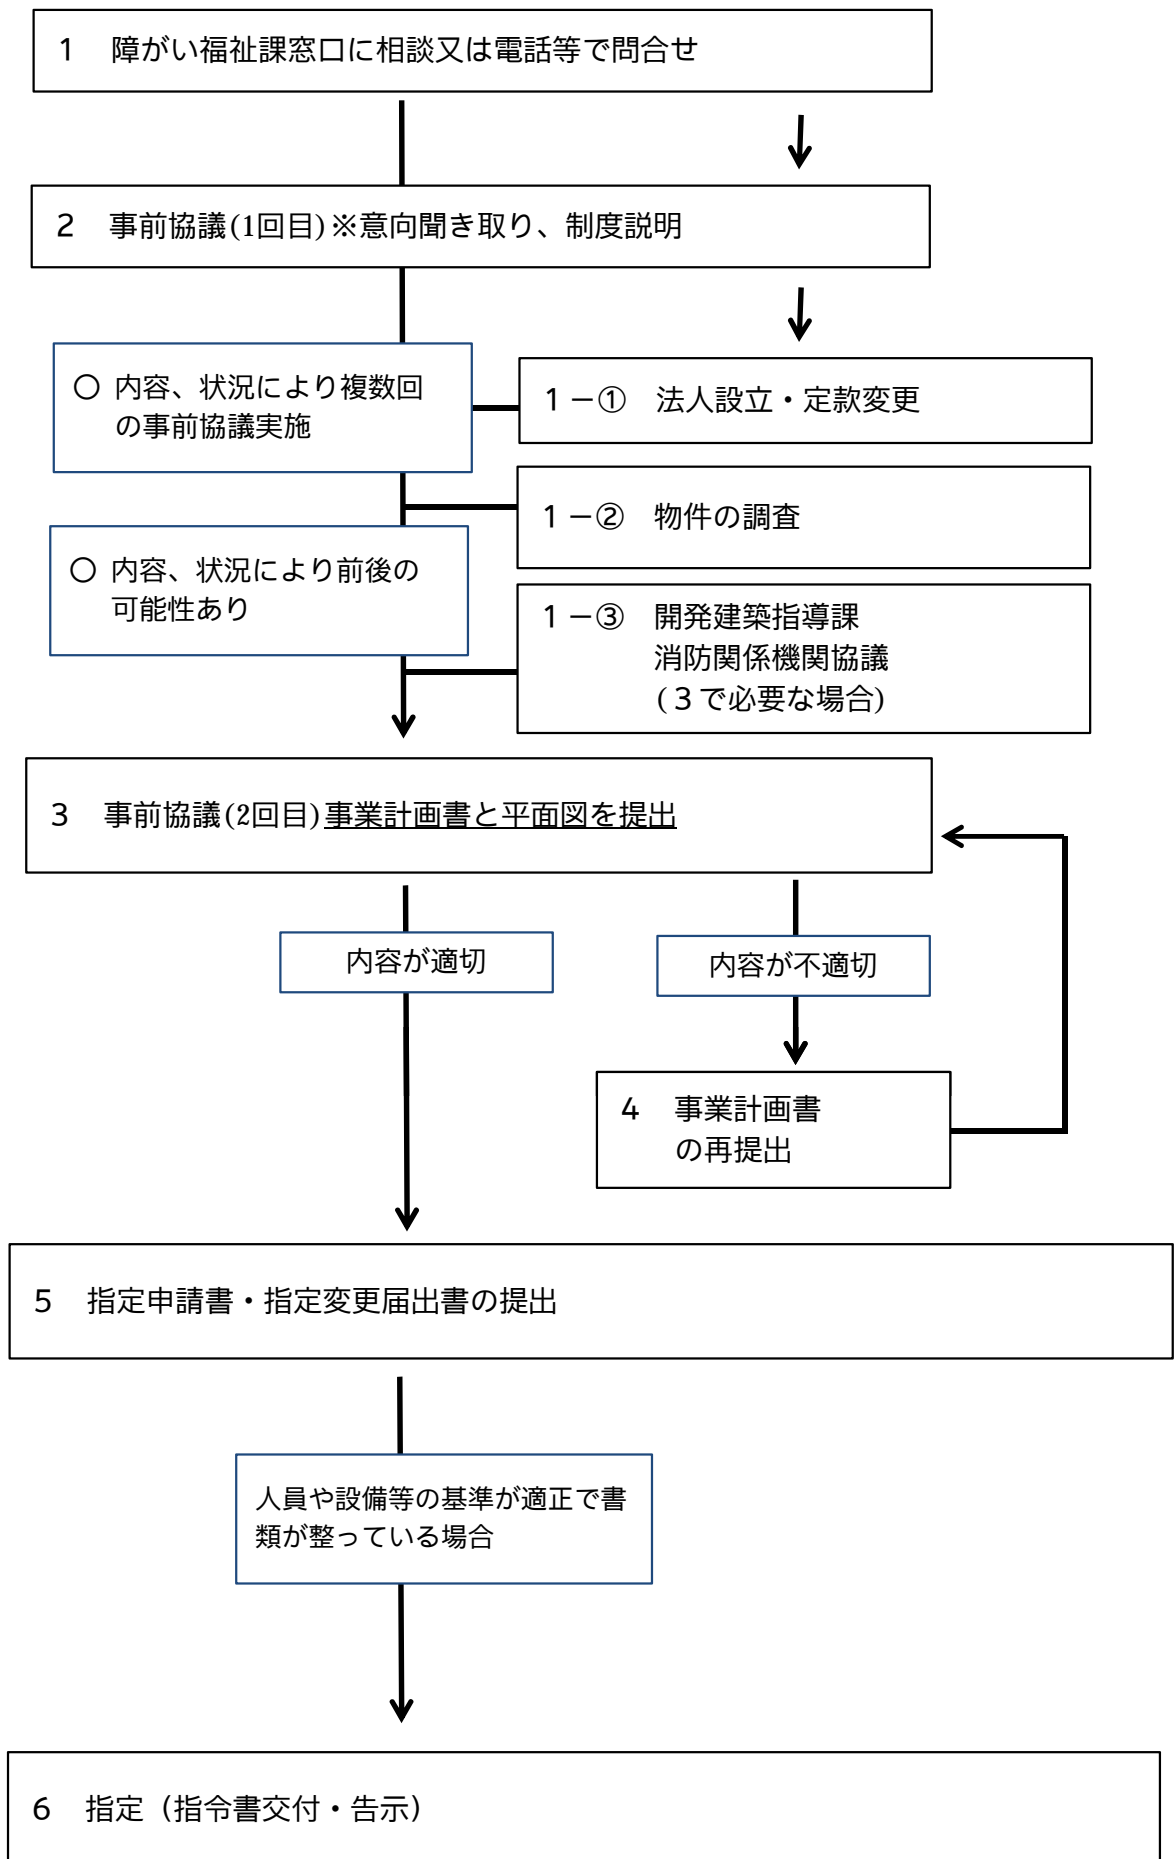 1 障がい福祉課窓口に相談又は電話等で問合せ
2 事前協議(1回目)※意向聞き取り、制度説明
〇 内容、状況により複数回
の事前協議実施
1－① 法人設立・定款変更
1－② 物件の調査
〇 内容、状況により前後の
可能性あり
1－③ 開発建築指導課
消防関係機関協議
(３で必要な場合)
3 事前協議(2回目)事業計画書と平面図を提出
内容が適切
内容が不適切
4 事業計画書
の再提出
5 指定申請書・指定変更届出書の提出
人員や設備等の基準が適正で書
類が整っている場合
6 指定（指令書交付・告示）